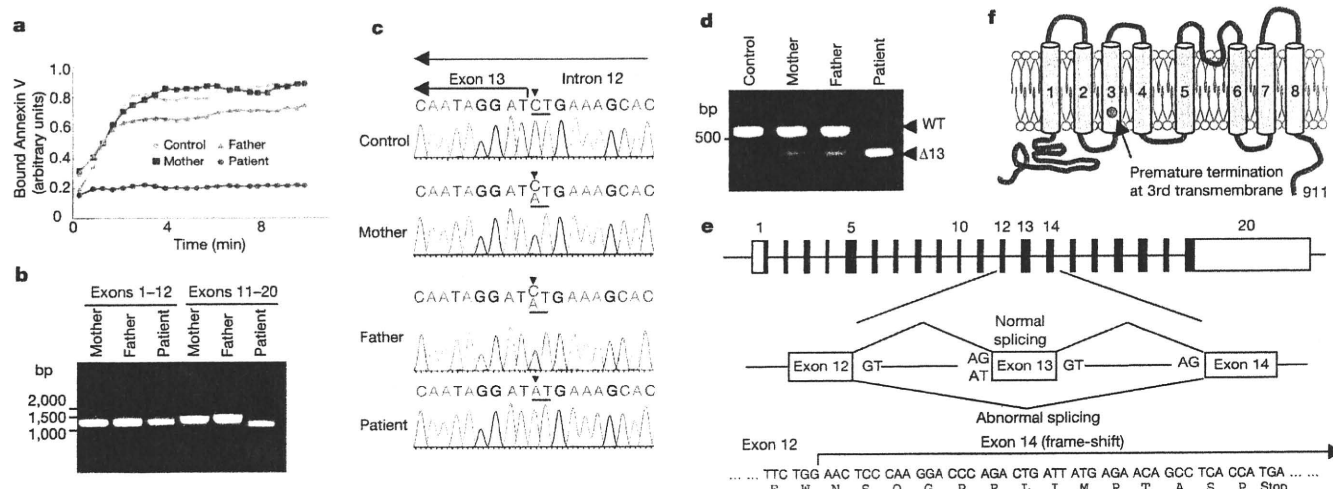 a
Bound Annexin V
(arbitrary units)
1.0
0.8
0.6
0.4
0.2
0
Control
Father
Mother
Patient
4
8
Time (min)
b
Exons 1–12
Exons 11–20
Mother
Father
Patient
Mother
Father
Patient
bp
2,000
1,500
1,000
c
Exon 13
Intron 12
CAATAGGATCTGAAAGCAC
Control
C
CAATAGGATATGAAAGCAC
Mother
C
CAATAGGATATGAAAGCAC
Father
CAATAGGATATGAAAGCAC
Patient
d
Control
Mother
Father
Patient
bp
500
WT
Δ13
e
1
5
10
12
13
14
20
Normal
splicing
Exon 12
GT
AG
AT
Exon 13
GT
AG
Exon 14
Abnormal splicing
Exon 12
Exon 14 (frame-shift)
... ... TTC TGG AAC TCC CAA GGA CCC AGA CTG ATT ATG AGA ACA GCC TCA CCA TGA ... ...
F W N S Q G P R L I M R T A S P Stop
f
1
2
3
4
5
6
7
8
Premature termination
at 3rd transmembrane
911